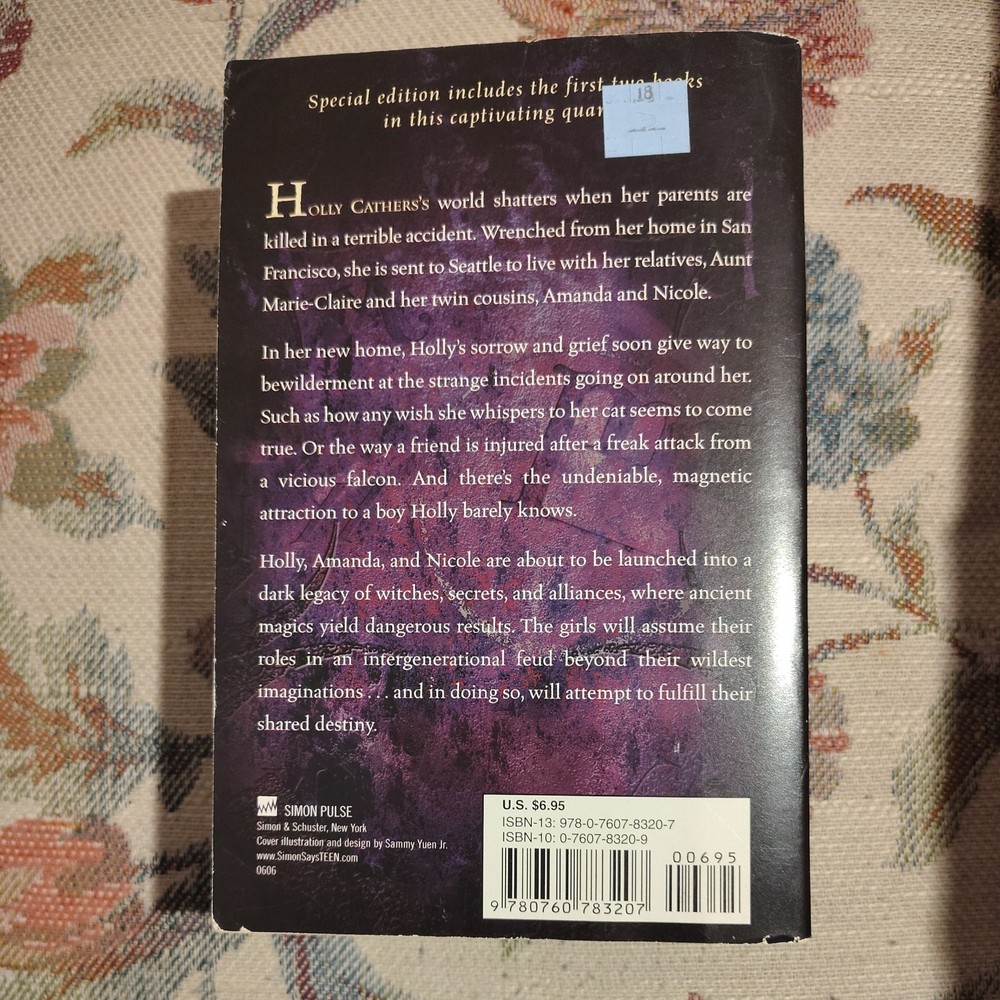 Special edition includes the first two books
in this captivating
18
HOLLY CATHERS'S world shatters when her parents are
killed in a terrible accident. Wrenched from her home in San
Francisco, she is sent to Seattle to live with her relatives, Aunt
Marie-Claire and her twin cousins, Amanda and Nicole.
In her new home, Holly's sorrow and grief soon give way to
bewilderment at the strange incidents going on around her.
Such as how any wish she whispers to her cat seems to come
true. Or the way a friend is injured after a freak attack from
a vicious falcon. And there's the undeniable, magnetic
attraction to a boy Holly barely knows.
Holly, Amanda, and Nicole are about to be launched into a
dark legacy of witches, secrets, and alliances, where ancient
magics yield dangerous results. The girls will assume their
roles in an intergenerational feud beyond their wildest
imaginations . . . and in doing so, will attempt to fulfill their
shared destiny.
SIMON PULSE
Simon & Schuster, New York
Cover illustration and design by Sammy Yuen Jr.
www.SimonSaysTEEN.com
0606
U.S. $6.95
ISBN-13: 978-0-7607-8320-7
ISBN-10: 0-7607-8320-9
00695
9 780760 783207